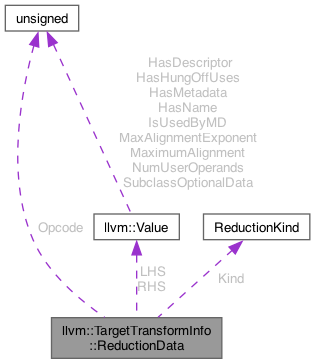 unsigned
HasDescriptor
HasHungOffUses
HasMetadata
HasName
IsUsedByMD
MaxAlignmentExponent
MaximumAlignment
NumUserOperands
SubclassOptionalData
Opcode
llvm::Value
ReductionKind
LHS
RHS
Kind
llvm::TargetTransformInfo
::ReductionData